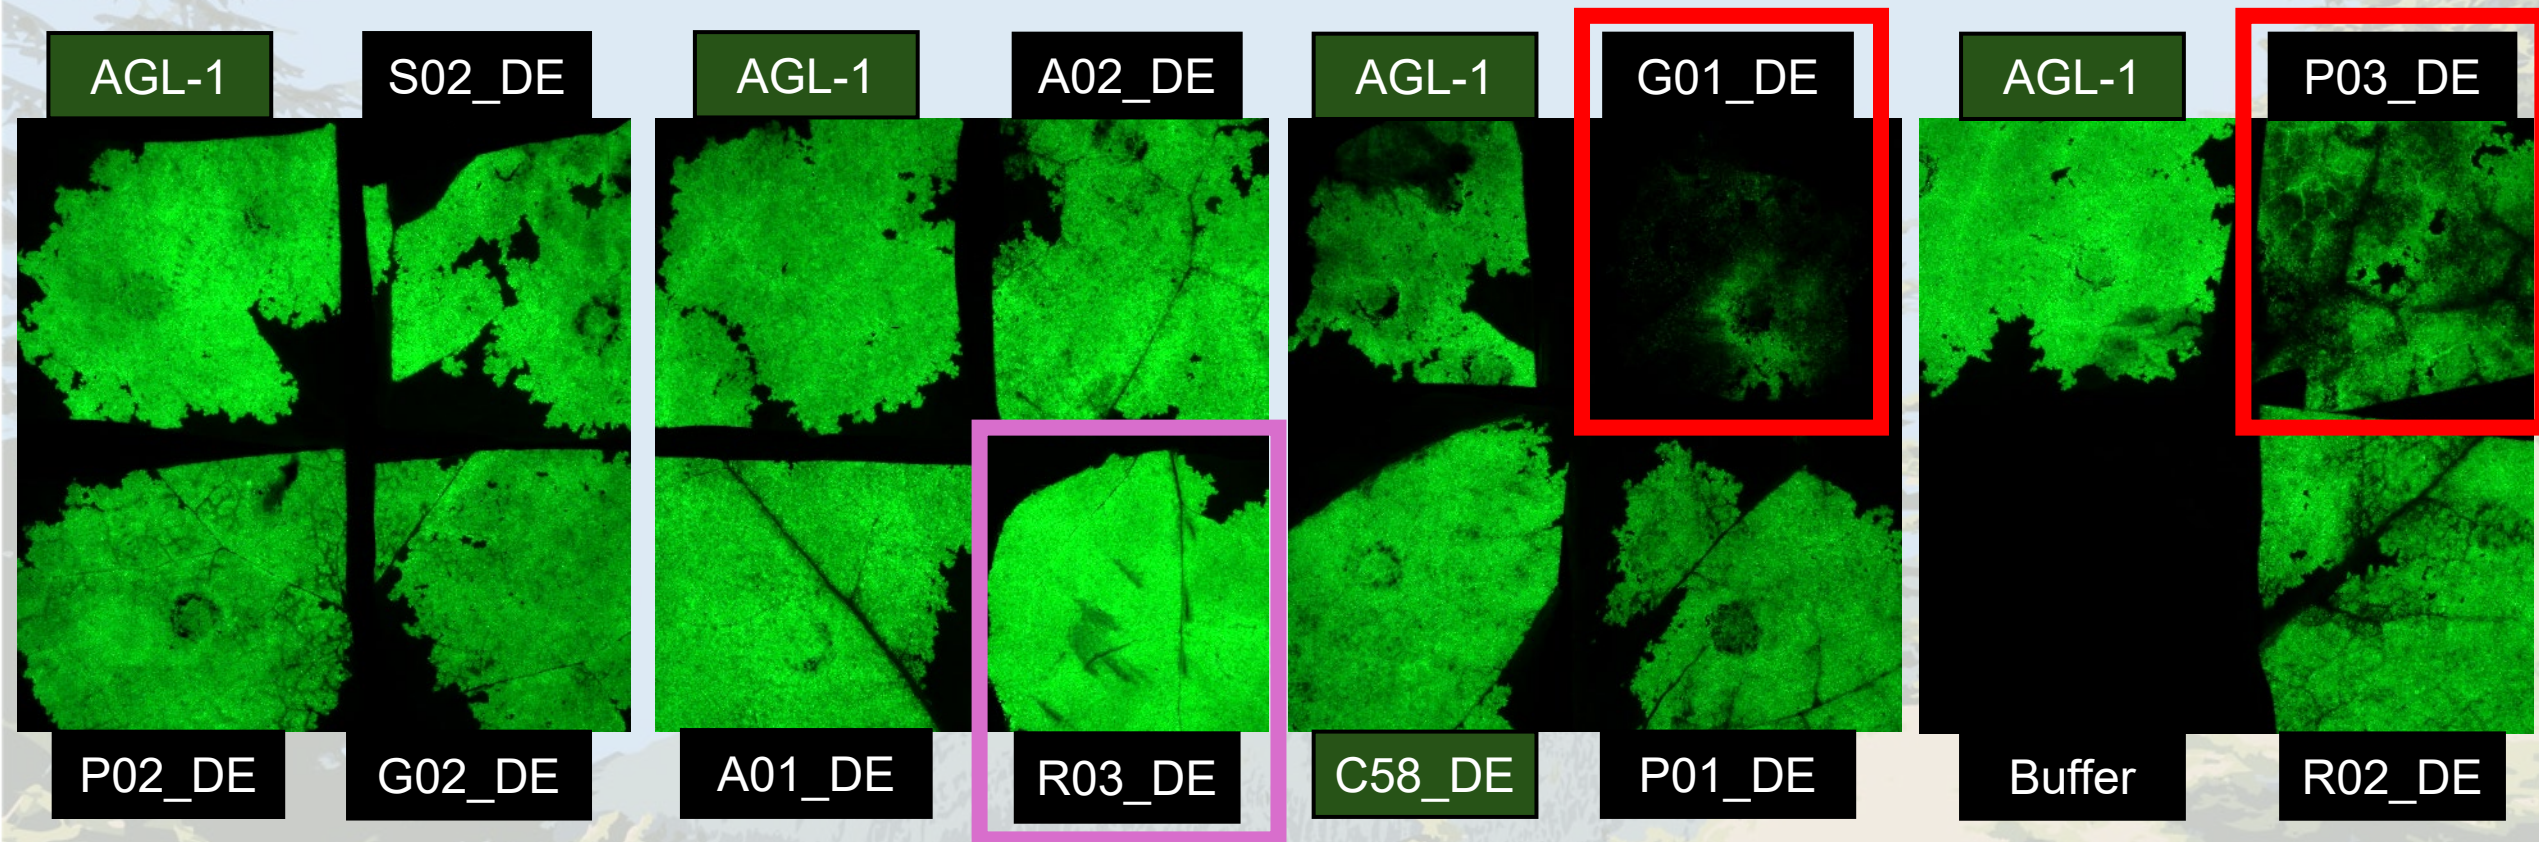 AGL-1
S02_DE
AGL-1
A02_DE
AGL-1
G01_DE
AGL-1
P03_DE
P02_DE
G02_DE
A01_DE
R03_DE
C58_DE
P01_DE
Buffer
R02_DE